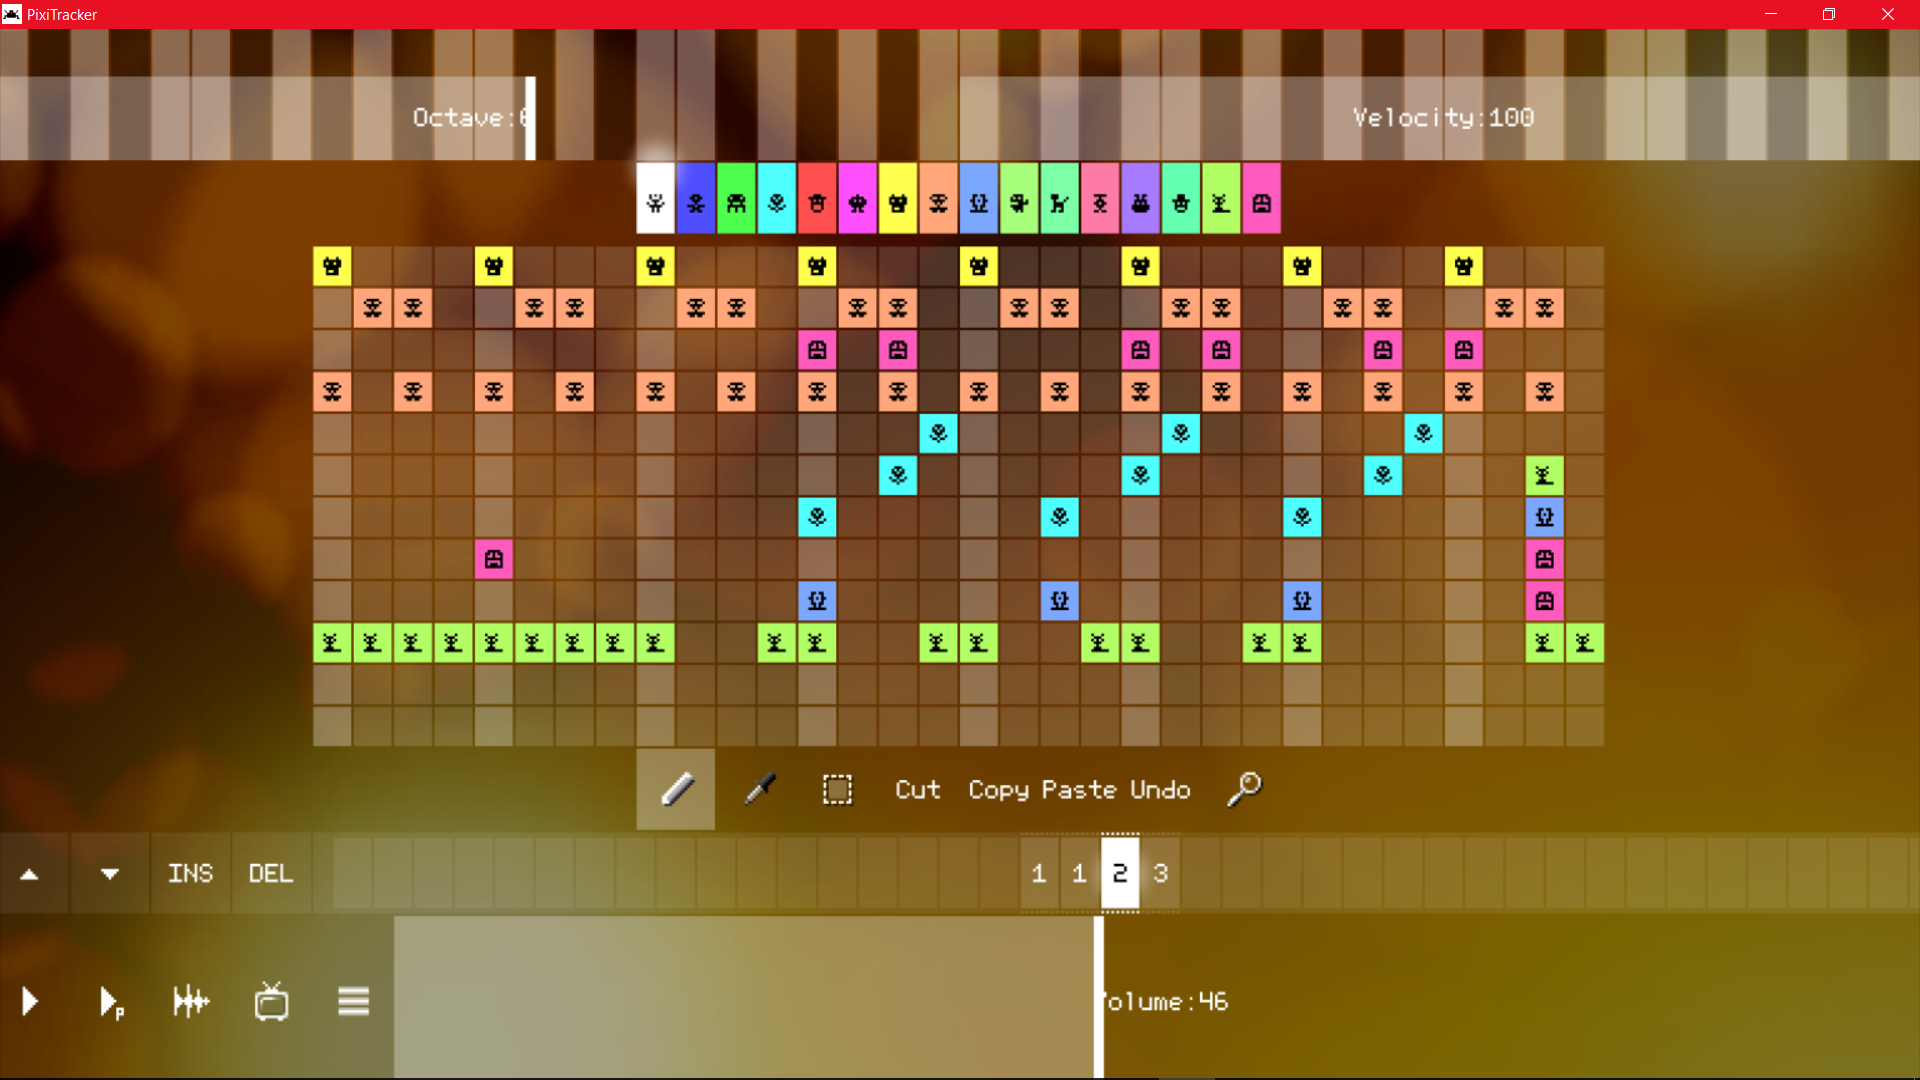 PixiTracker
Octave:
Velocity:100
Cut Copy Paste Undo
INS DEL 1 1 2 3
P
olume:46